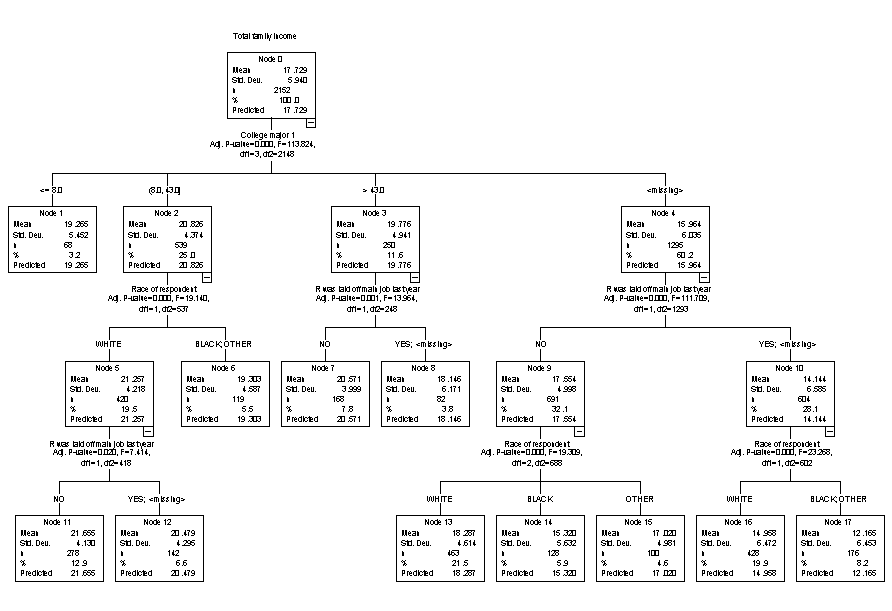 Total family income
Node 0
Mean 17.729
Std. Dev. 5.940
n 2152
% 100.0
Predicted 17.729
College major 1
Adj. P-value=0.000, F=113.824,
df1=3, df2=2148
<= 8.0
(8.0, 43.0]
> 43.0
<missing>
Node 1
Mean 19.265
Std. Dev. 5.452
n 68
% 3.2
Predicted 19.265
Node 2
Mean 20.826
Std. Dev. 4.374
n 539
% 25.0
Predicted 20.826
Node 3
Mean 19.776
Std. Dev. 4.941
n 250
% 11.6
Predicted 19.776
Node 4
Mean 15.964
Std. Dev. 6.035
n 1295
% 60.2
Predicted 15.964
Race of respondent
Adj. P-value=0.000, F=19.140,
df1=1, df2=537
R was laid off main job last year
Adj. P-value=0.001, F=13.964,
df1=1, df2=248
R was laid off main job last year
Adj. P-value=0.000, F=111.709,
df1=1, df2=1293
WHITE
BLACK; OTHER
NO
YES; <missing>
NO
YES; <missing>
Node 5
Mean 21.257
Std. Dev. 4.218
n 420
% 19.5
Predicted 21.257
Node 6
Mean 19.303
Std. Dev. 4.587
n 119
% 5.5
Predicted 19.303
Node 7
Mean 20.571
Std. Dev. 3.999
n 168
% 7.8
Predicted 20.571
Node 8
Mean 18.146
Std. Dev. 6.171
n 82
% 3.8
Predicted 18.146
Node 9
Mean 17.554
Std. Dev. 4.998
n 691
% 32.1
Predicted 17.554
Node 10
Mean 14.144
Std. Dev. 6.585
n 604
% 28.1
Predicted 14.144
R was laid off main job last year
Adj. P-value=0.020, F=7.414,
df1=1, df2=418
Race of respondent
Adj. P-value=0.000, F=19.309,
df1=2, df2=688
Race of respondent
Adj. P-value=0.000, F=23.268,
df1=1, df2=602
NO
YES; <missing>
WHITE
BLACK
OTHER
WHITE
BLACK; OTHER
Node 11
Mean 21.655
Std. Dev. 4.130
n 278
% 12.9
Predicted 21.655
Node 12
Mean 20.479
Std. Dev. 4.295
n 142
% 6.6
Predicted 20.479
Node 13
Mean 18.287
Std. Dev. 4.614
n 463
% 21.5
Predicted 18.287
Node 14
Mean 15.320
Std. Dev. 5.632
n 128
% 5.9
Predicted 15.320
Node 15
Mean 17.020
Std. Dev. 4.981
n 100
% 4.6
Predicted 17.020
Node 16
Mean 14.958
Std. Dev. 6.472
n 428
% 19.9
Predicted 14.958
Node 17
Mean 12.165
Std. Dev. 6.453
n 176
% 8.2
Predicted 12.165